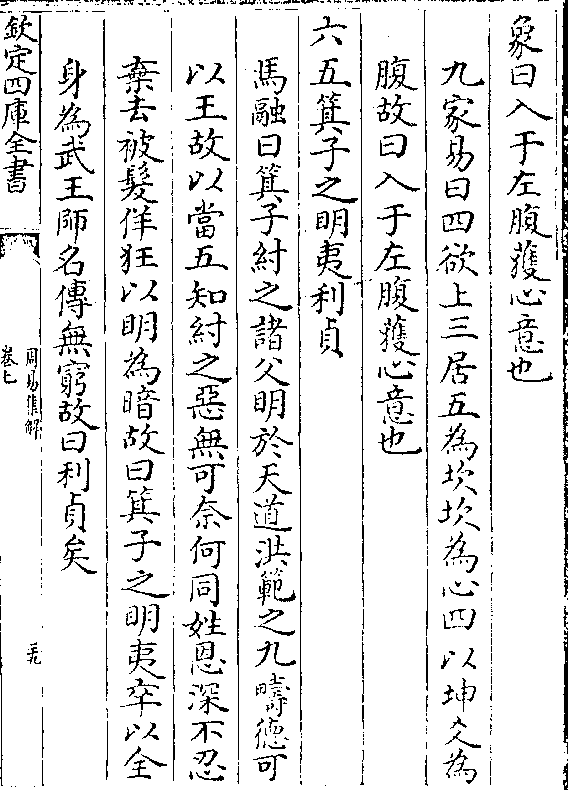 象曰入于左腹獲心意也
九家易曰四欲上三居五為坎坎為心四以坤爻為
腹故曰入于左腹獲心意也
六五箕子之明夷利貞
馬融曰箕子紂之諸父明於天道洪範之九疇德可
以王故以當五知紂之惡無可奈何同姓恩深不忍
棄去被髮佯狂以明為暗故曰箕子之明夷卒以全
身為武王師名傳無窮故曰利貞矣
欽定四庫全書
周易集解
卷七